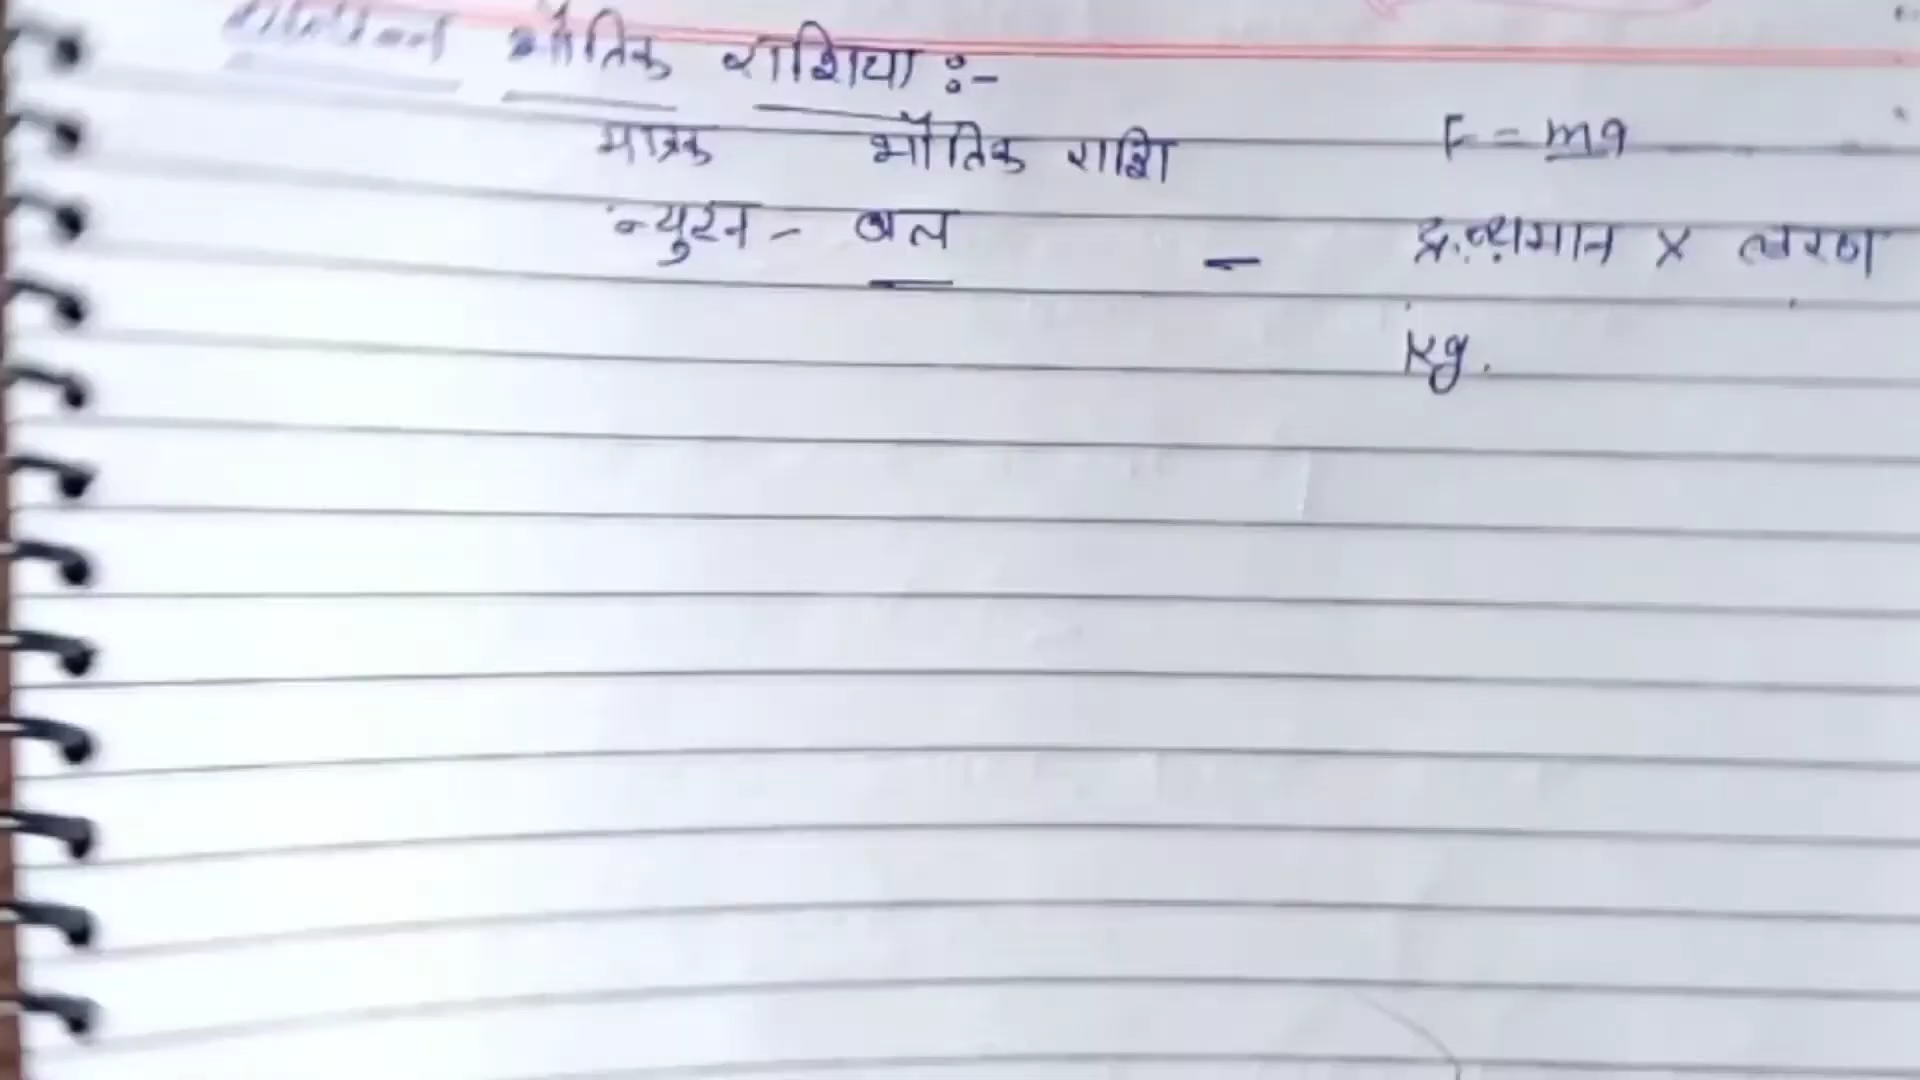 भौतिक राशिया :-
मात्रक भौतिक राशि F = ma
न्युटन - बल - द्रव्यमान x त्वरण
kg.